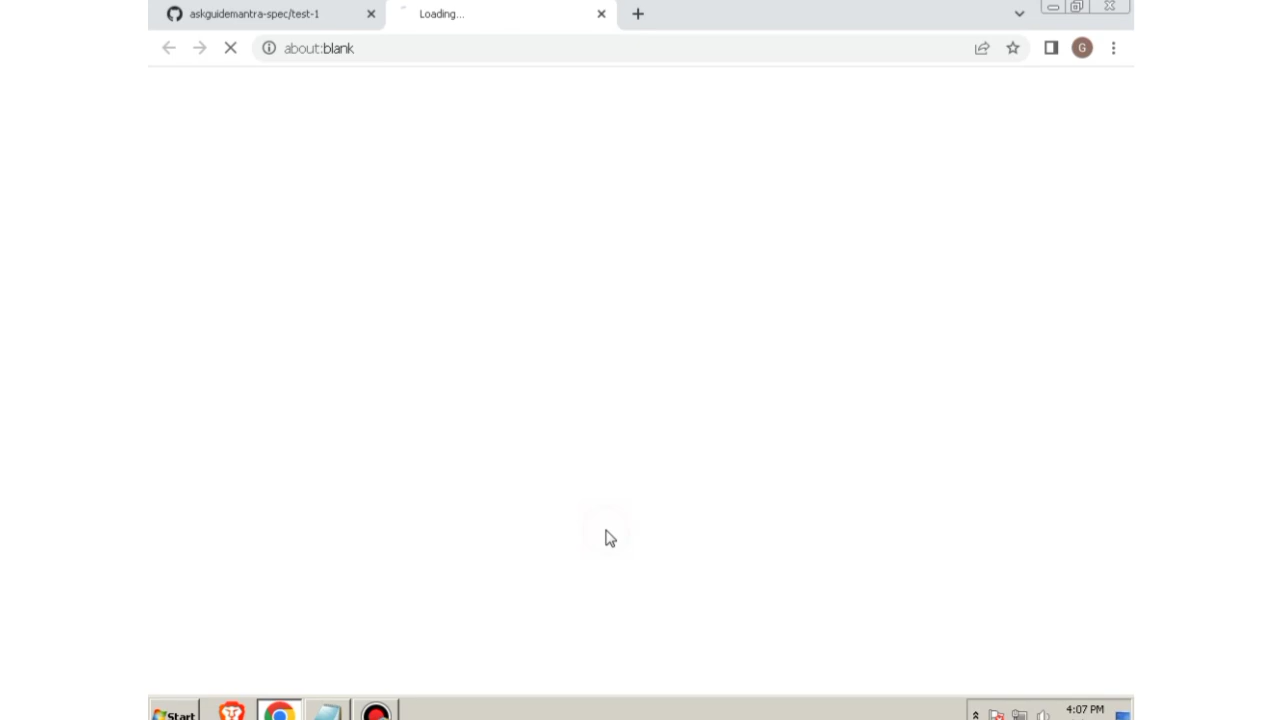 askguidemantra-spec/test-1
Loading...
about:blank
G
Start
4:07 PM